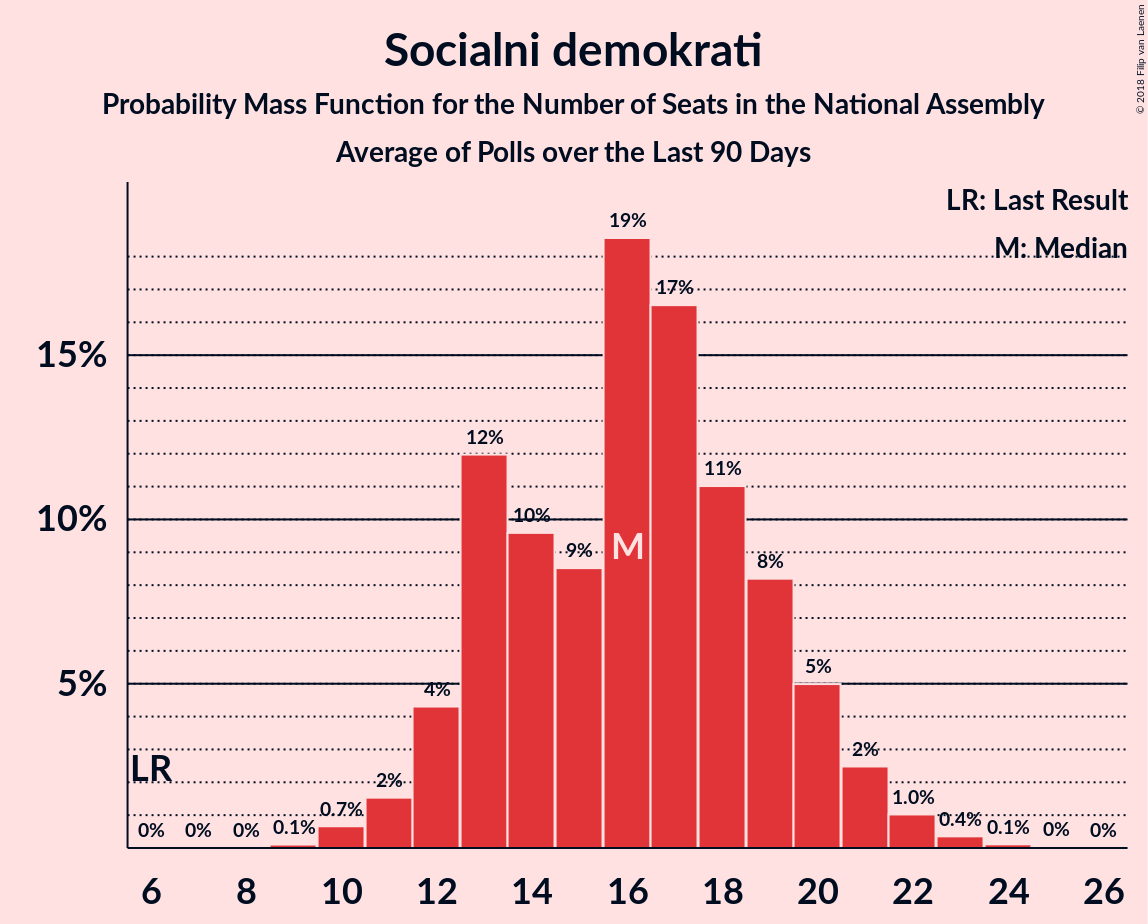 Socialni demokrati
Probability Mass Function for the Number of Seats in the National Assembly
Average of Polls over the Last 90 Days
© 2018 Filip van Laenen
LR: Last Result
M: Median
15%
10%
5%
LR
M
0%
0%
0%
0.1%
0.7%
2%
4%
12%
10%
9%
19%
17%
11%
8%
5%
2%
1.0%
0.4%
0.1%
0%
0%
6 8 10 12 14 16 18 20 22 24 26